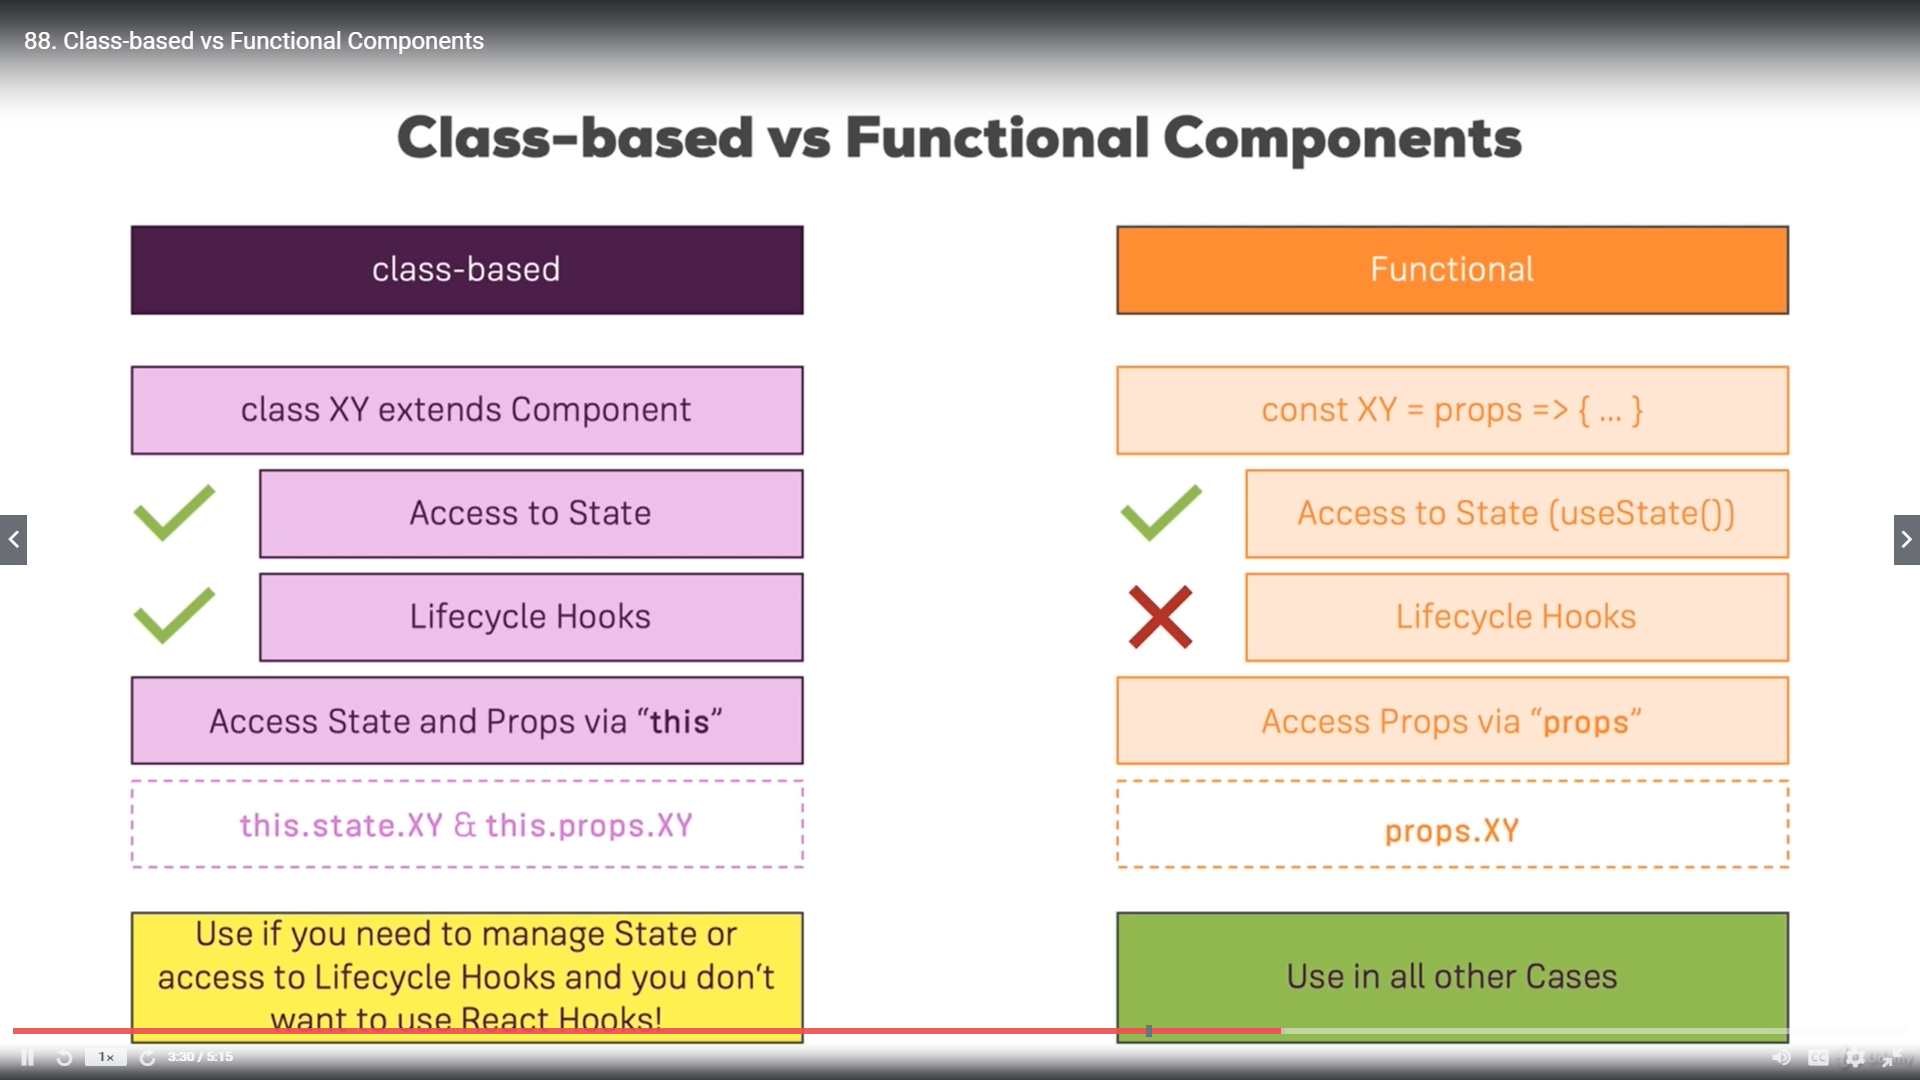 88. Class-based vs Functional Components
Class-based vs Functional Components
class-based
Functional
class XY extends Component
const XY = props => { ... }
Access to State
Access to State (useState())
Lifecycle Hooks
Lifecycle Hooks
Access State and Props via “this”
Access Props via “props”
this.state.XY & this.props.XY
props.XY
Use if you need to manage State or
access to Lifecycle Hooks and you don‘t
want to use React Hooks!
Use in all other Cases
1×
3:30 / 5:15
CC